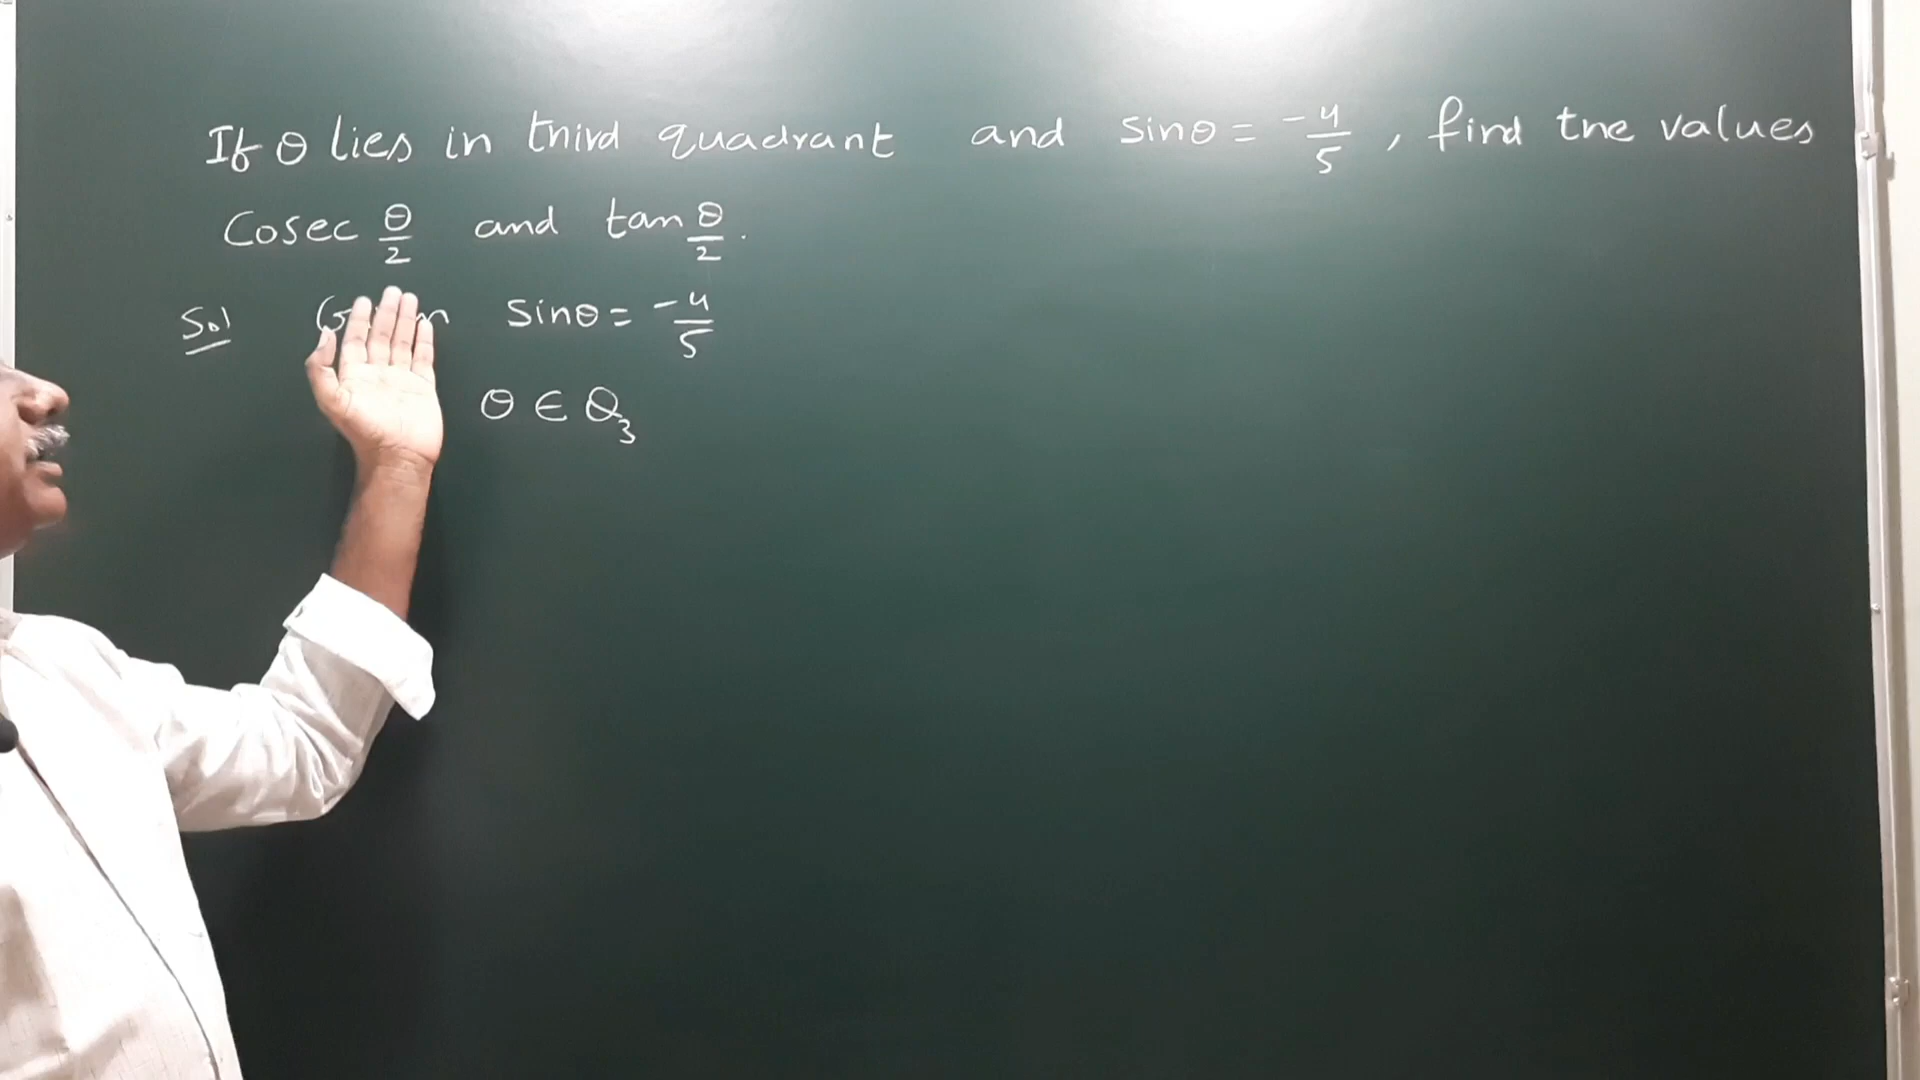 If θ lies in third quadrant and sinθ = -4/5, find the values
Cosec θ/2 and tan θ/2.
Sol Given sinθ = -4/5
θ ∈ Q₃